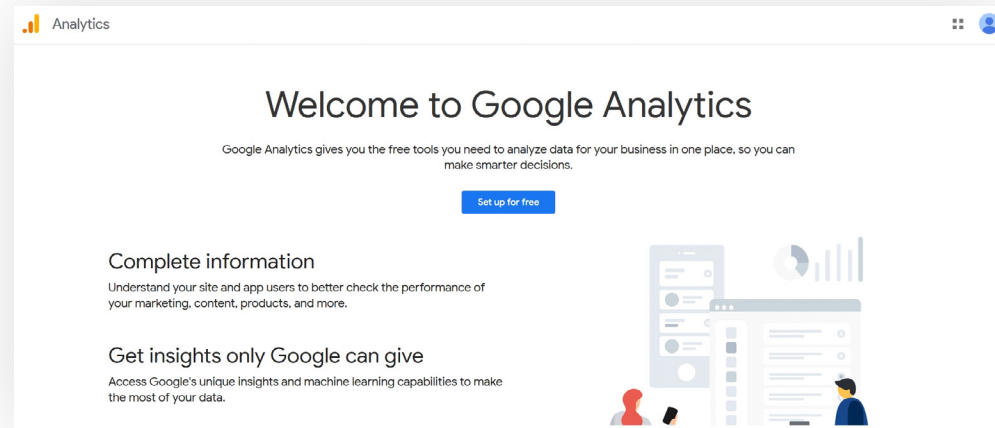 Analytics
Welcome to Google Analytics
Google Analytics gives you the free tools you need to analyze data for your business in one place, so you can
make smarter decisions.
Set up for free
Complete information
Understand your site and app users to better check the performance of
your marketing, content, products, and more.
Get insights only Google can give
Access Google's unique insights and machine learning capabilities to make
the most of your data.